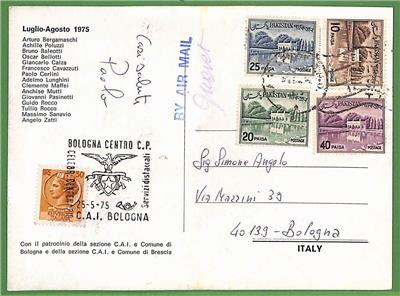 Luglio-Agosto 1975
Arturo Bergamaschi
Achille Poluzzi
Bruno Baleotti
Oscar Bellotti
Giancarlo Calza
Francesco Cavazzuti
Paolo Cerlini
Adelmo Lunghini
Clemente Maffei
Anchise Mutti
Giovanni Pasinetti
Guido Rocco
Tullio Rocco
Massimo Sanavio
Angelo Zatti
Cari saluti
Paolo
BY AIR MAIL
PAKISTAN
25 PAISA
PAKISTAN
10 PAISA
PAKISTAN
20 PAISA
PAKISTAN
40 PAISA
BOLOGNA CENTRO C.P.
Servizi distaccati
25-5-75
C.A.I. BOLOGNA
50
Sig Simone Angelo
Via Mazzini 39
40139 - Bologna
ITALY
Con il patrocinio della sezione C.A.I. e Comune di
Bologna e della sezione C.A.I. e Comune di Brescia